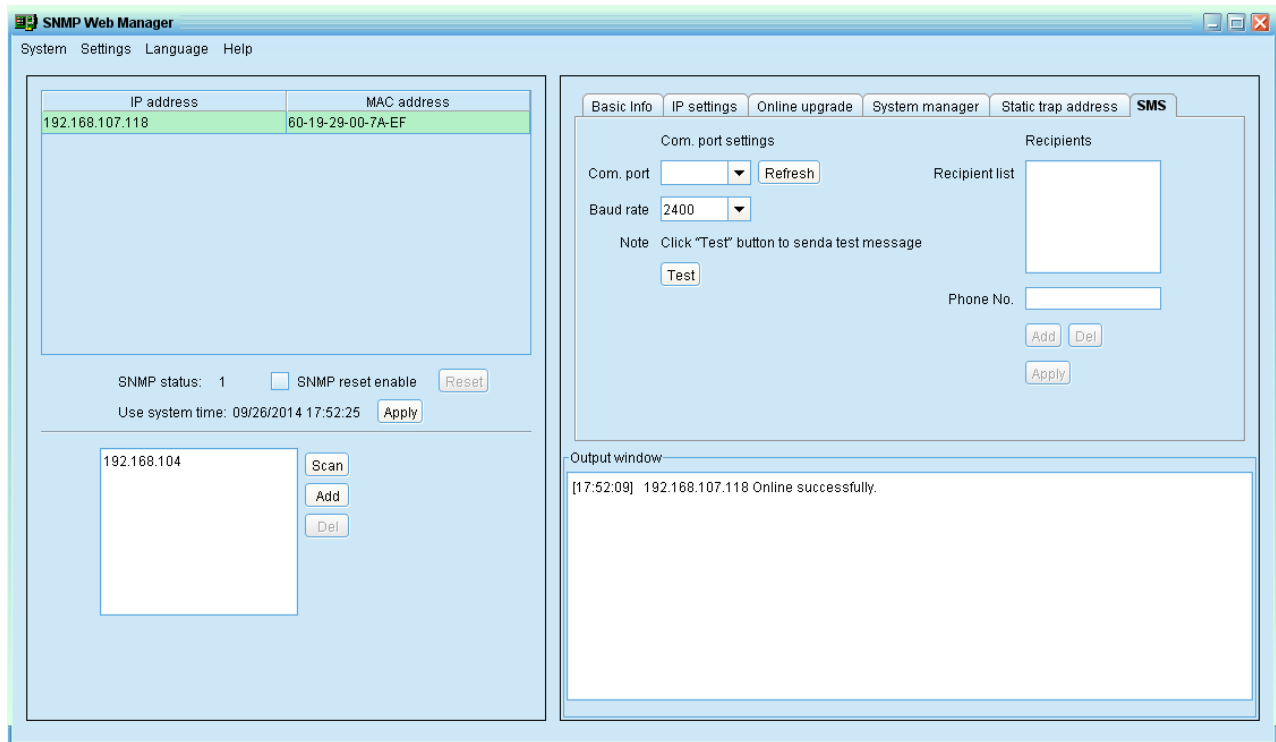 SNMP Web Manager
System Settings Language Help
IP address MAC address
192.168.107.118 60-19-29-00-7A-EF
SNMP status: 1 SNMP reset enable Reset
Use system time: 09/26/2014 17:52:25 Apply
192.168.104
Scan
Add
Del
Basic Info IP settings Online upgrade System manager Static trap address SMS
Com. port settings
Com. port Refresh
Baud rate 2400
Note Click "Test" button to senda test message
Test
Recipients
Recipient list
Phone No.
Add Del
Apply
Output window
[17:52:09] 192.168.107.118 Online successfully.